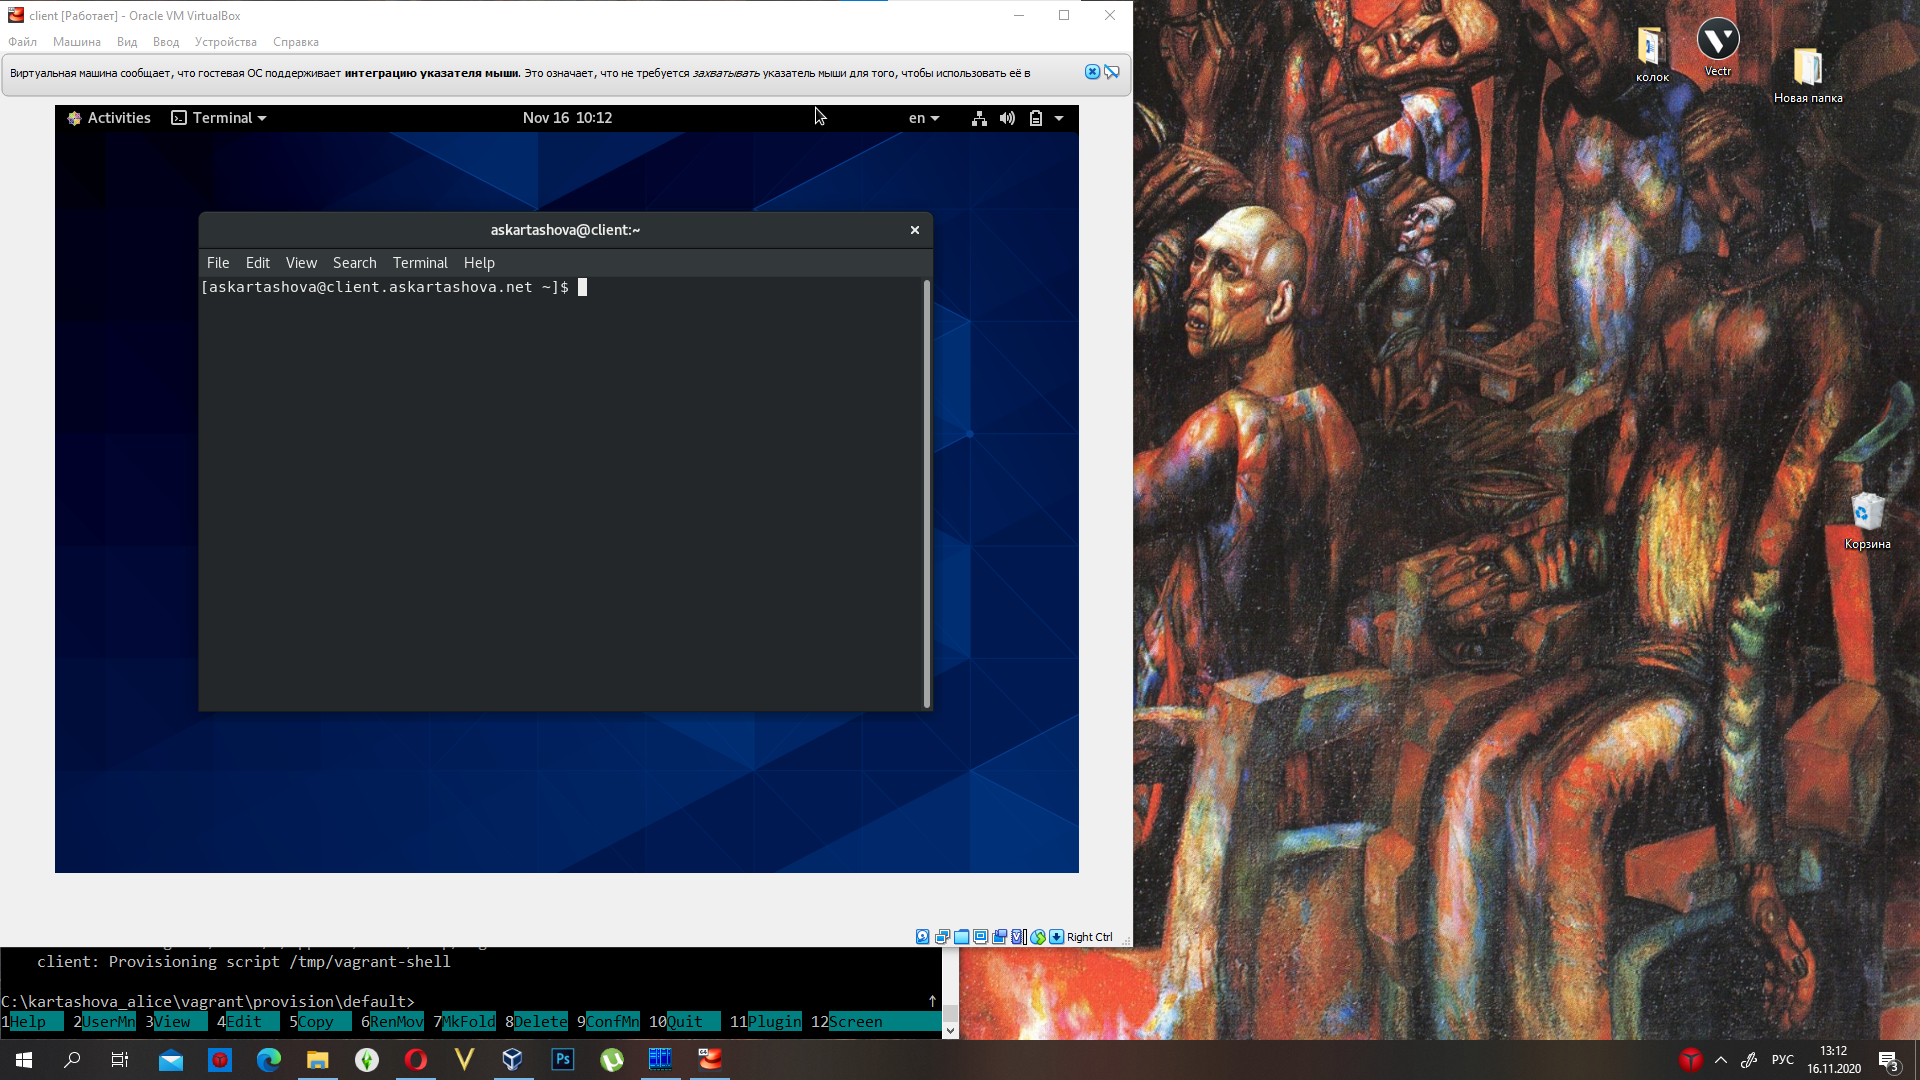 client [Работает] - Oracle VM VirtualBox
Файл Машина Вид Ввод Устройства Справка
Виртуальная машина сообщает, что гостевая ОС поддерживает интеграцию указателя мыши. Это означает, что не требуется захватывать указатель мыши для того, чтобы использовать её в
Activities Terminal Nov 16 10:12 en
askartashova@client:~
File Edit View Search Terminal Help
[askartashova@client.askartashova.net ~]$
Right Ctrl
client: Provisioning script /tmp/vagrant-shell
C:\kartashova_alice\vagrant\provision\default>
1Help 2UserMn 3View 4Edit 5Copy 6RenMov 7MkFold 8Delete 9ConfMn 10Quit 11Plugin 12Screen
колок
Vectr
Новая папка
Корзина
Ps
РУС
13:12
16.11.2020
3